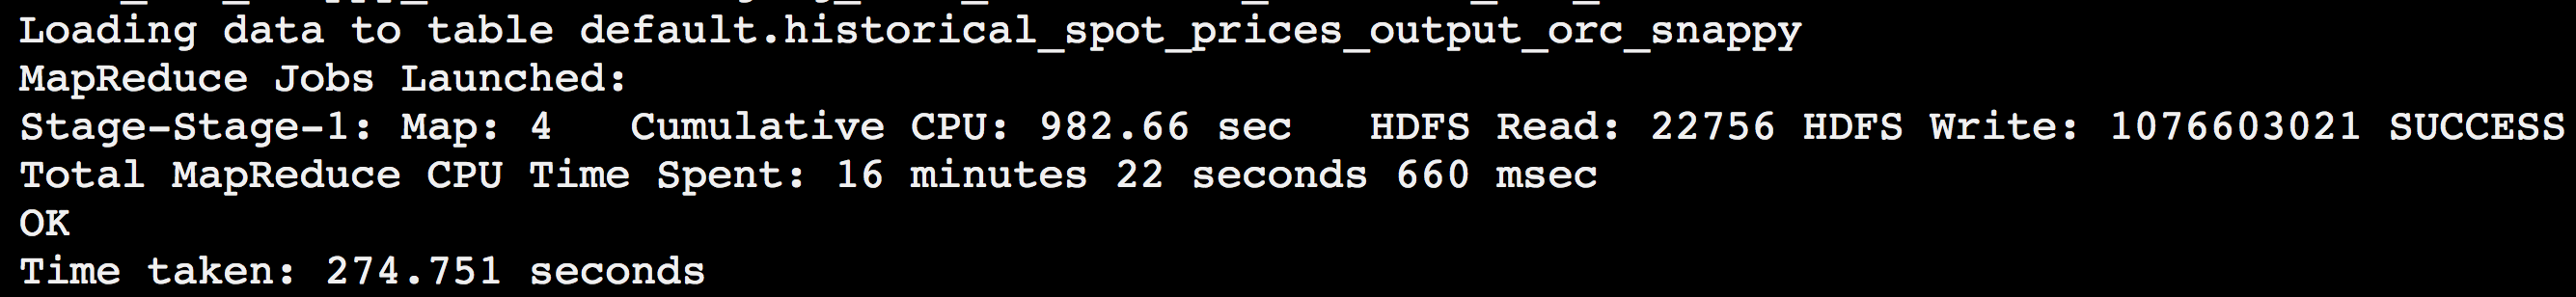 Loading data to table default.historical_spot_prices_output_orc_snappy
MapReduce Jobs Launched:
Stage-Stage-1: Map: 4   Cumulative CPU: 982.66 sec   HDFS Read: 22756 HDFS Write: 1076603021 SUCCESS
Total MapReduce CPU Time Spent: 16 minutes 22 seconds 660 msec
OK
Time taken: 274.751 seconds